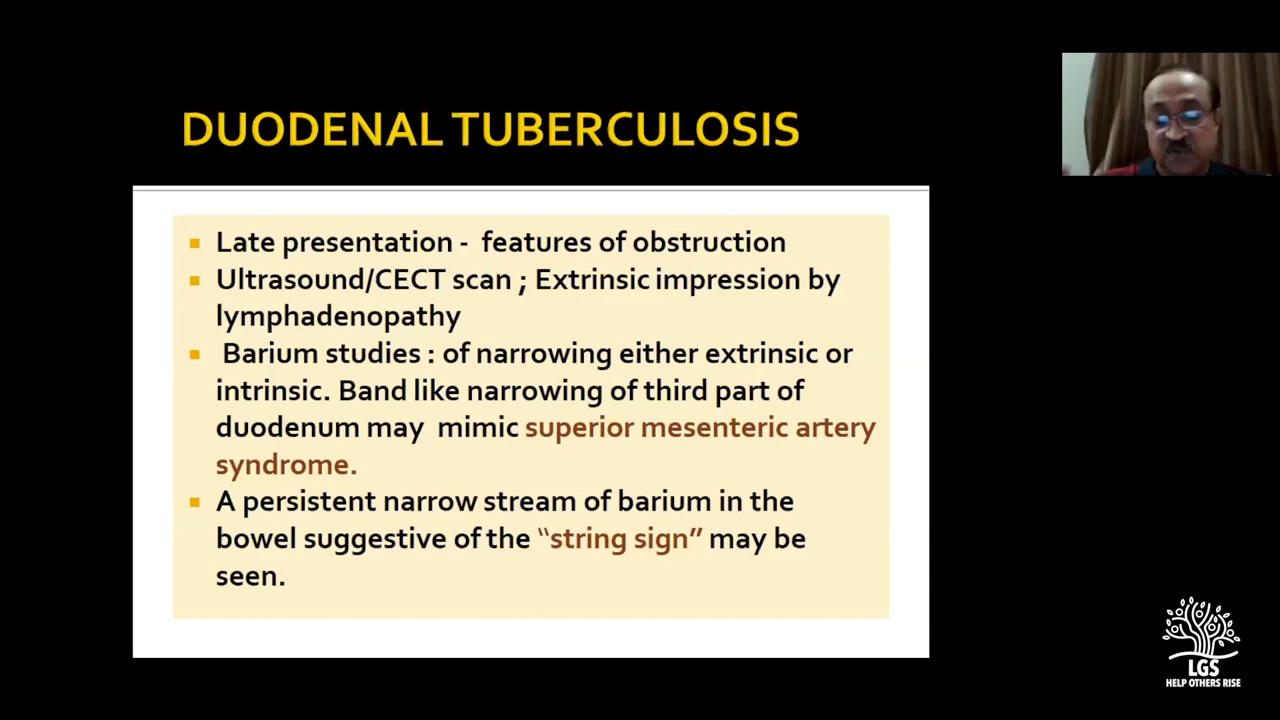 DUODENAL TUBERCULOSIS
Late presentation - features of obstruction
Ultrasound/CECT scan ; Extrinsic impression by
lymphadenopathy
Barium studies : of narrowing either extrinsic or
intrinsic. Band like narrowing of third part of
duodenum may mimic superior mesenteric artery
syndrome.
A persistent narrow stream of barium in the
bowel suggestive of the “string sign” may be
seen.
LGS
HELP OTHERS RISE